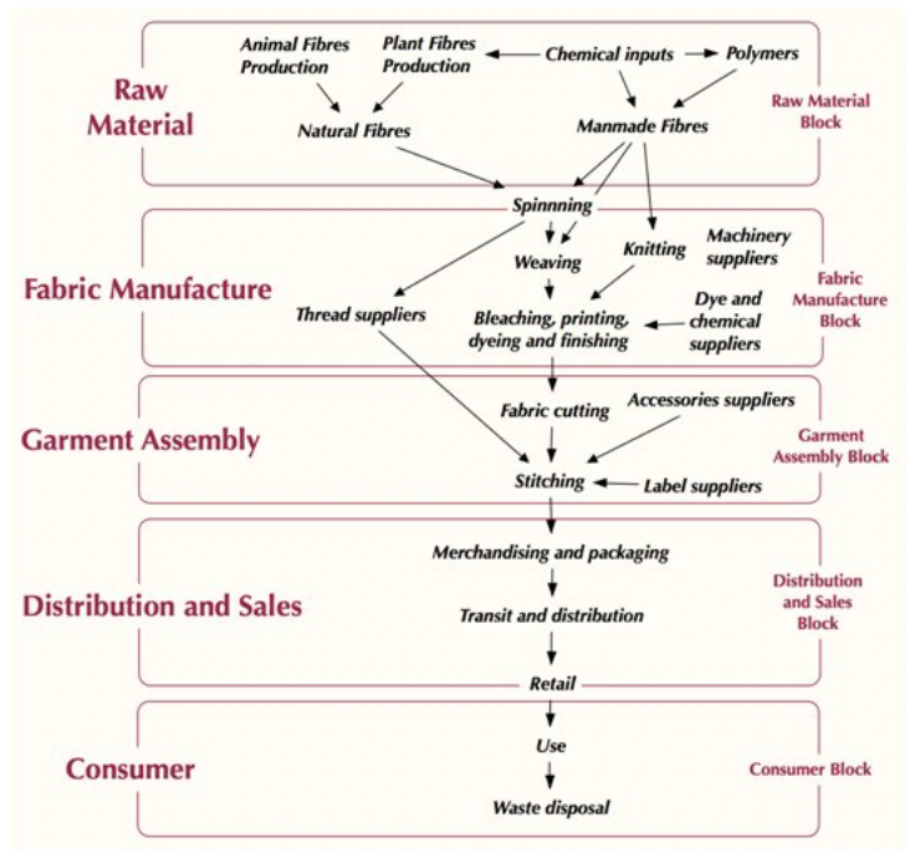 Animal Fibres
Production
Plant Fibres
Production
Chemical inputs
Polymers
Raw
Material
Natural Fibres
Manmade Fibres
Raw Material
Block
Spinnning
Weaving
Knitting
Machinery
suppliers
Fabric Manufacture
Thread suppliers
Bleaching, printing,
dyeing and finishing
Dye and
chemical
suppliers
Fabric
Manufacture
Block
Fabric cutting
Accessories suppliers
Garment Assembly
Stitching
Label suppliers
Garment
Assembly Block
Merchandising and packaging
Distribution and Sales
Transit and distribution
Distribution
and Sales
Block
Retail
Use
Consumer
Consumer Block
Waste disposal